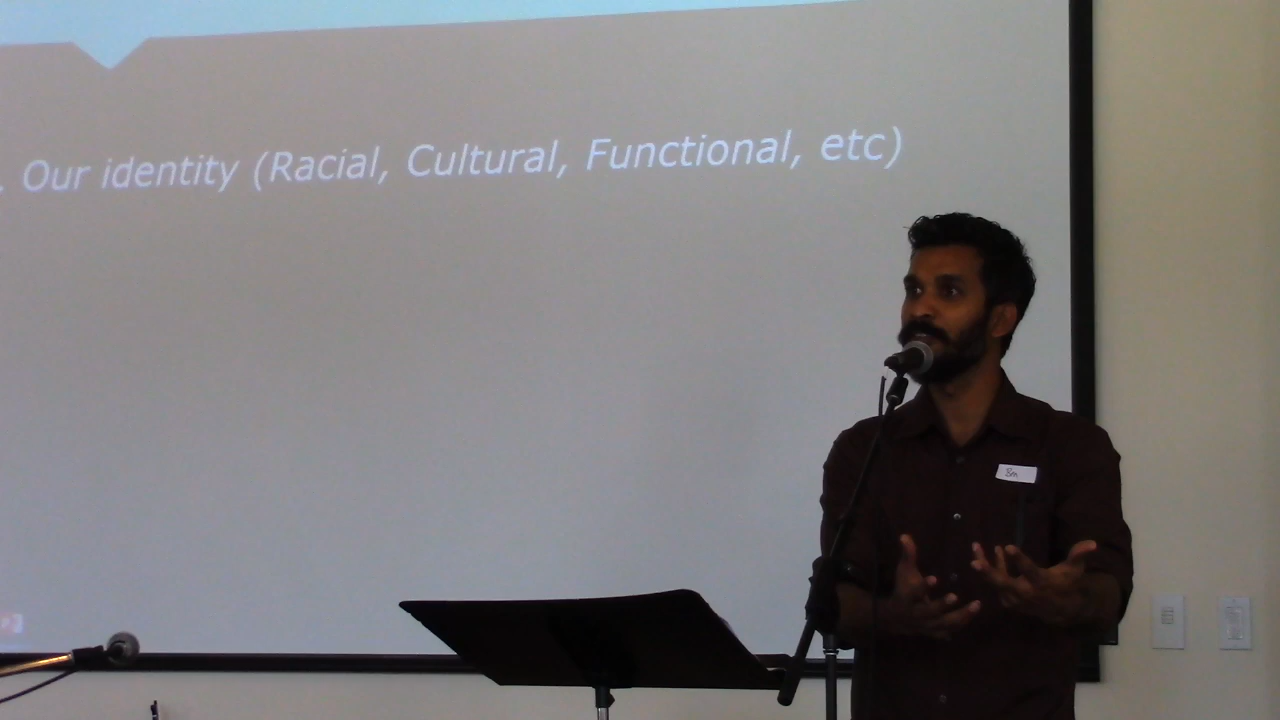 . Our identity (Racial, Cultural, Functional, etc)